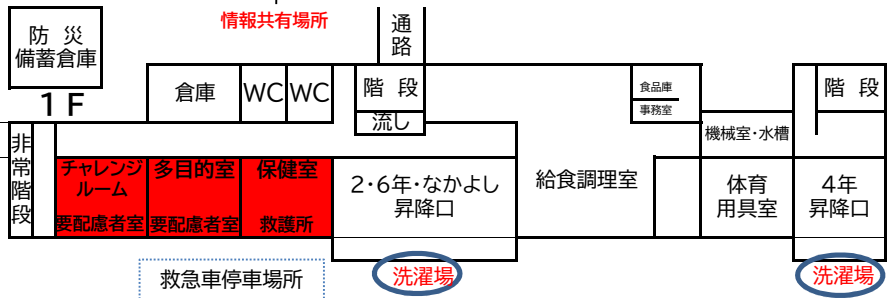 情報共有場所
防 災
備蓄倉庫
通
路
1 F
倉庫
WC
WC
階 段
流し
食品庫
事務室
階 段
機械室・水槽
非
常
階
段
チャレンジ
ルーム
要配慮者室
多目的室
要配慮者室
保健室
救護所
2・6年・なかよし
昇降口
給食調理室
体育
用具室
4年
昇降口
救急車停車場所
洗濯場
洗濯場